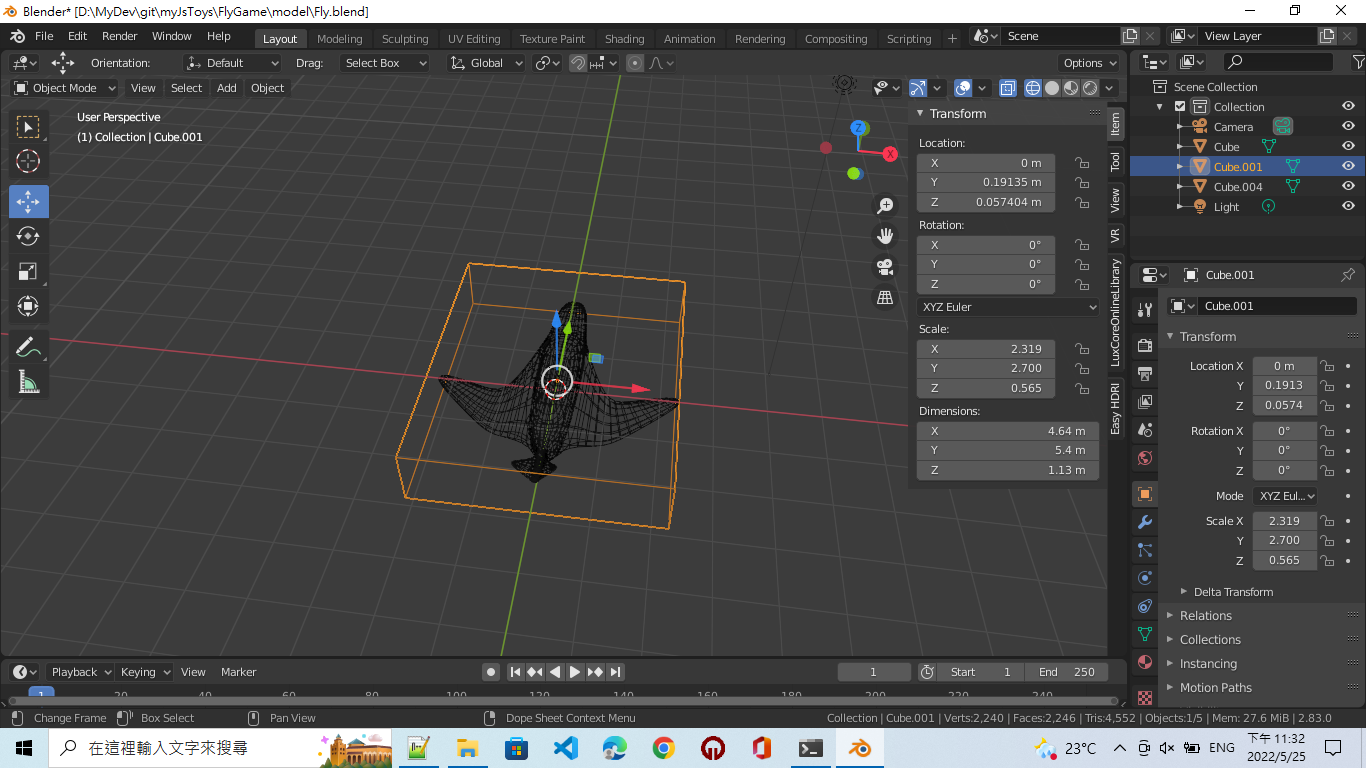 Blender* [D:\MyDev\git\myJsToys\FlyGame\model\Fly.blend]
File Edit Render Window Help Layout Modeling Sculpting UV Editing Texture Paint Shading Animation Rendering Compositing Scripting + Scene View Layer
Orientation: Default Drag: Select Box Global Options
Object Mode View Select Add Object
User Perspective
(1) Collection | Cube.001
Z
X
Transform
Location:
X 0 m
Y 0.19135 m
Z 0.057404 m
Rotation:
X 0°
Y 0°
Z 0°
XYZ Euler
Scale:
X 2.319
Y 2.700
Z 0.565
Dimensions:
X 4.64 m
Y 5.4 m
Z 1.13 m
Item
Tool
View
VR
LuxCoreOnlineLibrary
Easy HDRI
Scene Collection
Collection
Camera
Cube
Cube.001
Cube.004
Light
Cube.001
Cube.001
Transform
Location X 0 m
Y 0.1913
Z 0.0574
Rotation X 0°
Y 0°
Z 0°
Mode XYZ Eul...
Scale X 2.319
Y 2.700
Z 0.565
Delta Transform
Relations
Collections
Instancing
Motion Paths
Playback Keying View Marker 1 Start 1 End 250
1 20 40 60 80 100 120 140 160 180 200 220 240
Change Frame Box Select Pan View Dope Sheet Context Menu Collection | Cube.001 | Verts:2,240 | Faces:2,246 | Tris:4,552 | Objects:1/5 | Mem: 27.6 MiB | 2.83.0
在這裡輸入文字來搜尋
23°C ENG
下午 11:32
2022/5/25